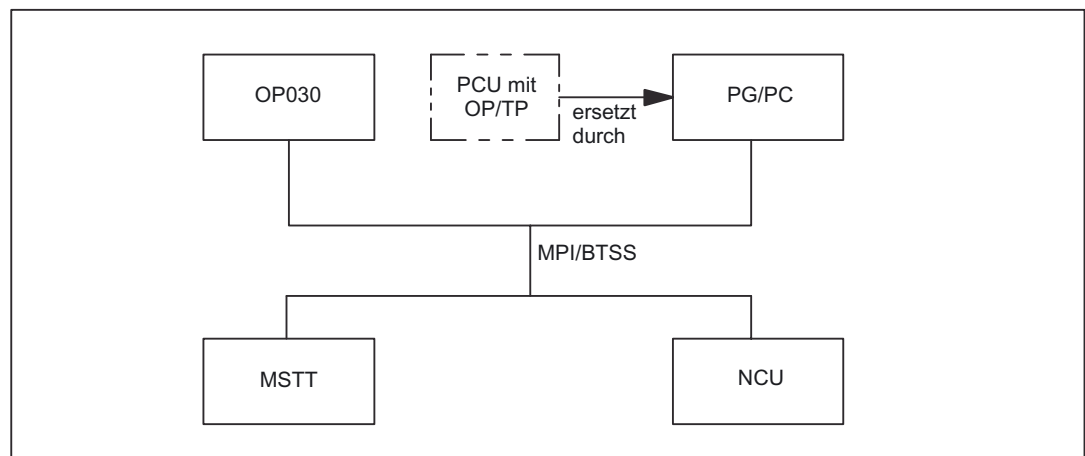 OP030
PCU mit
OP/TP
ersetzt
durch
PG/PC
MPI/BTSS
MSTT
NCU